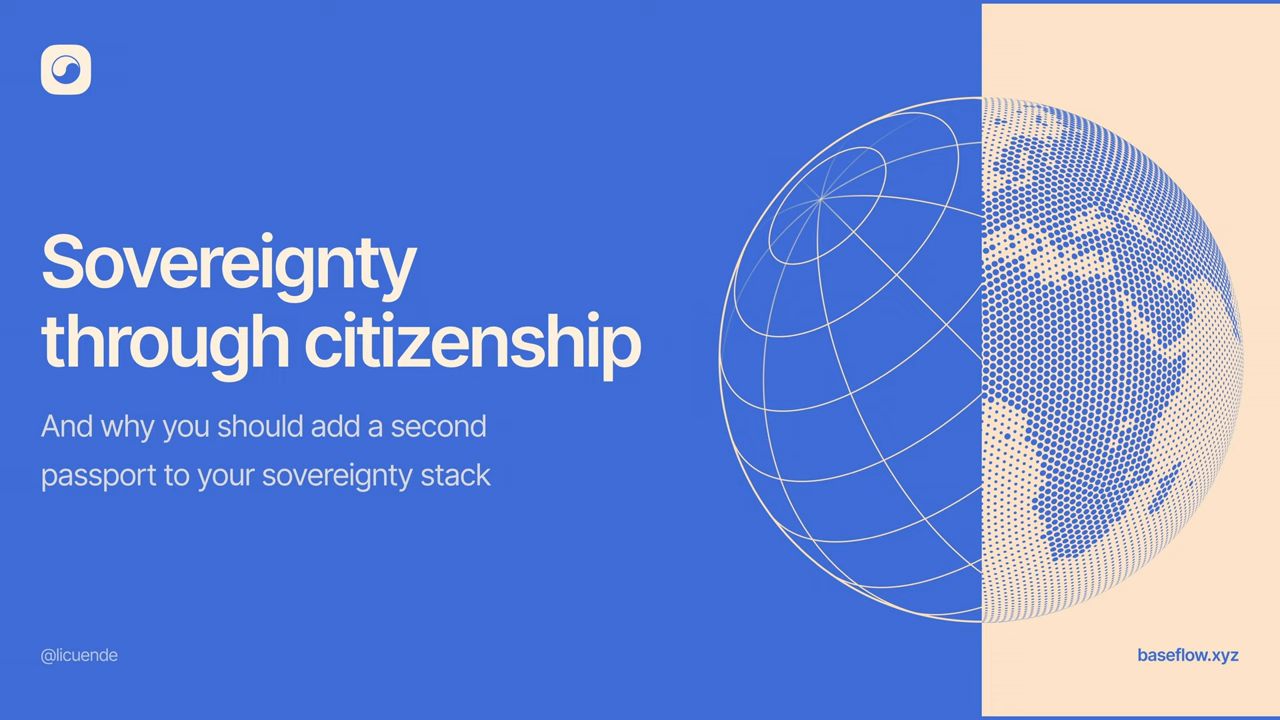 Sovereignty
through citizenship
And why you should add a second
passport to your sovereignty stack
@licuende
baseflow.xyz